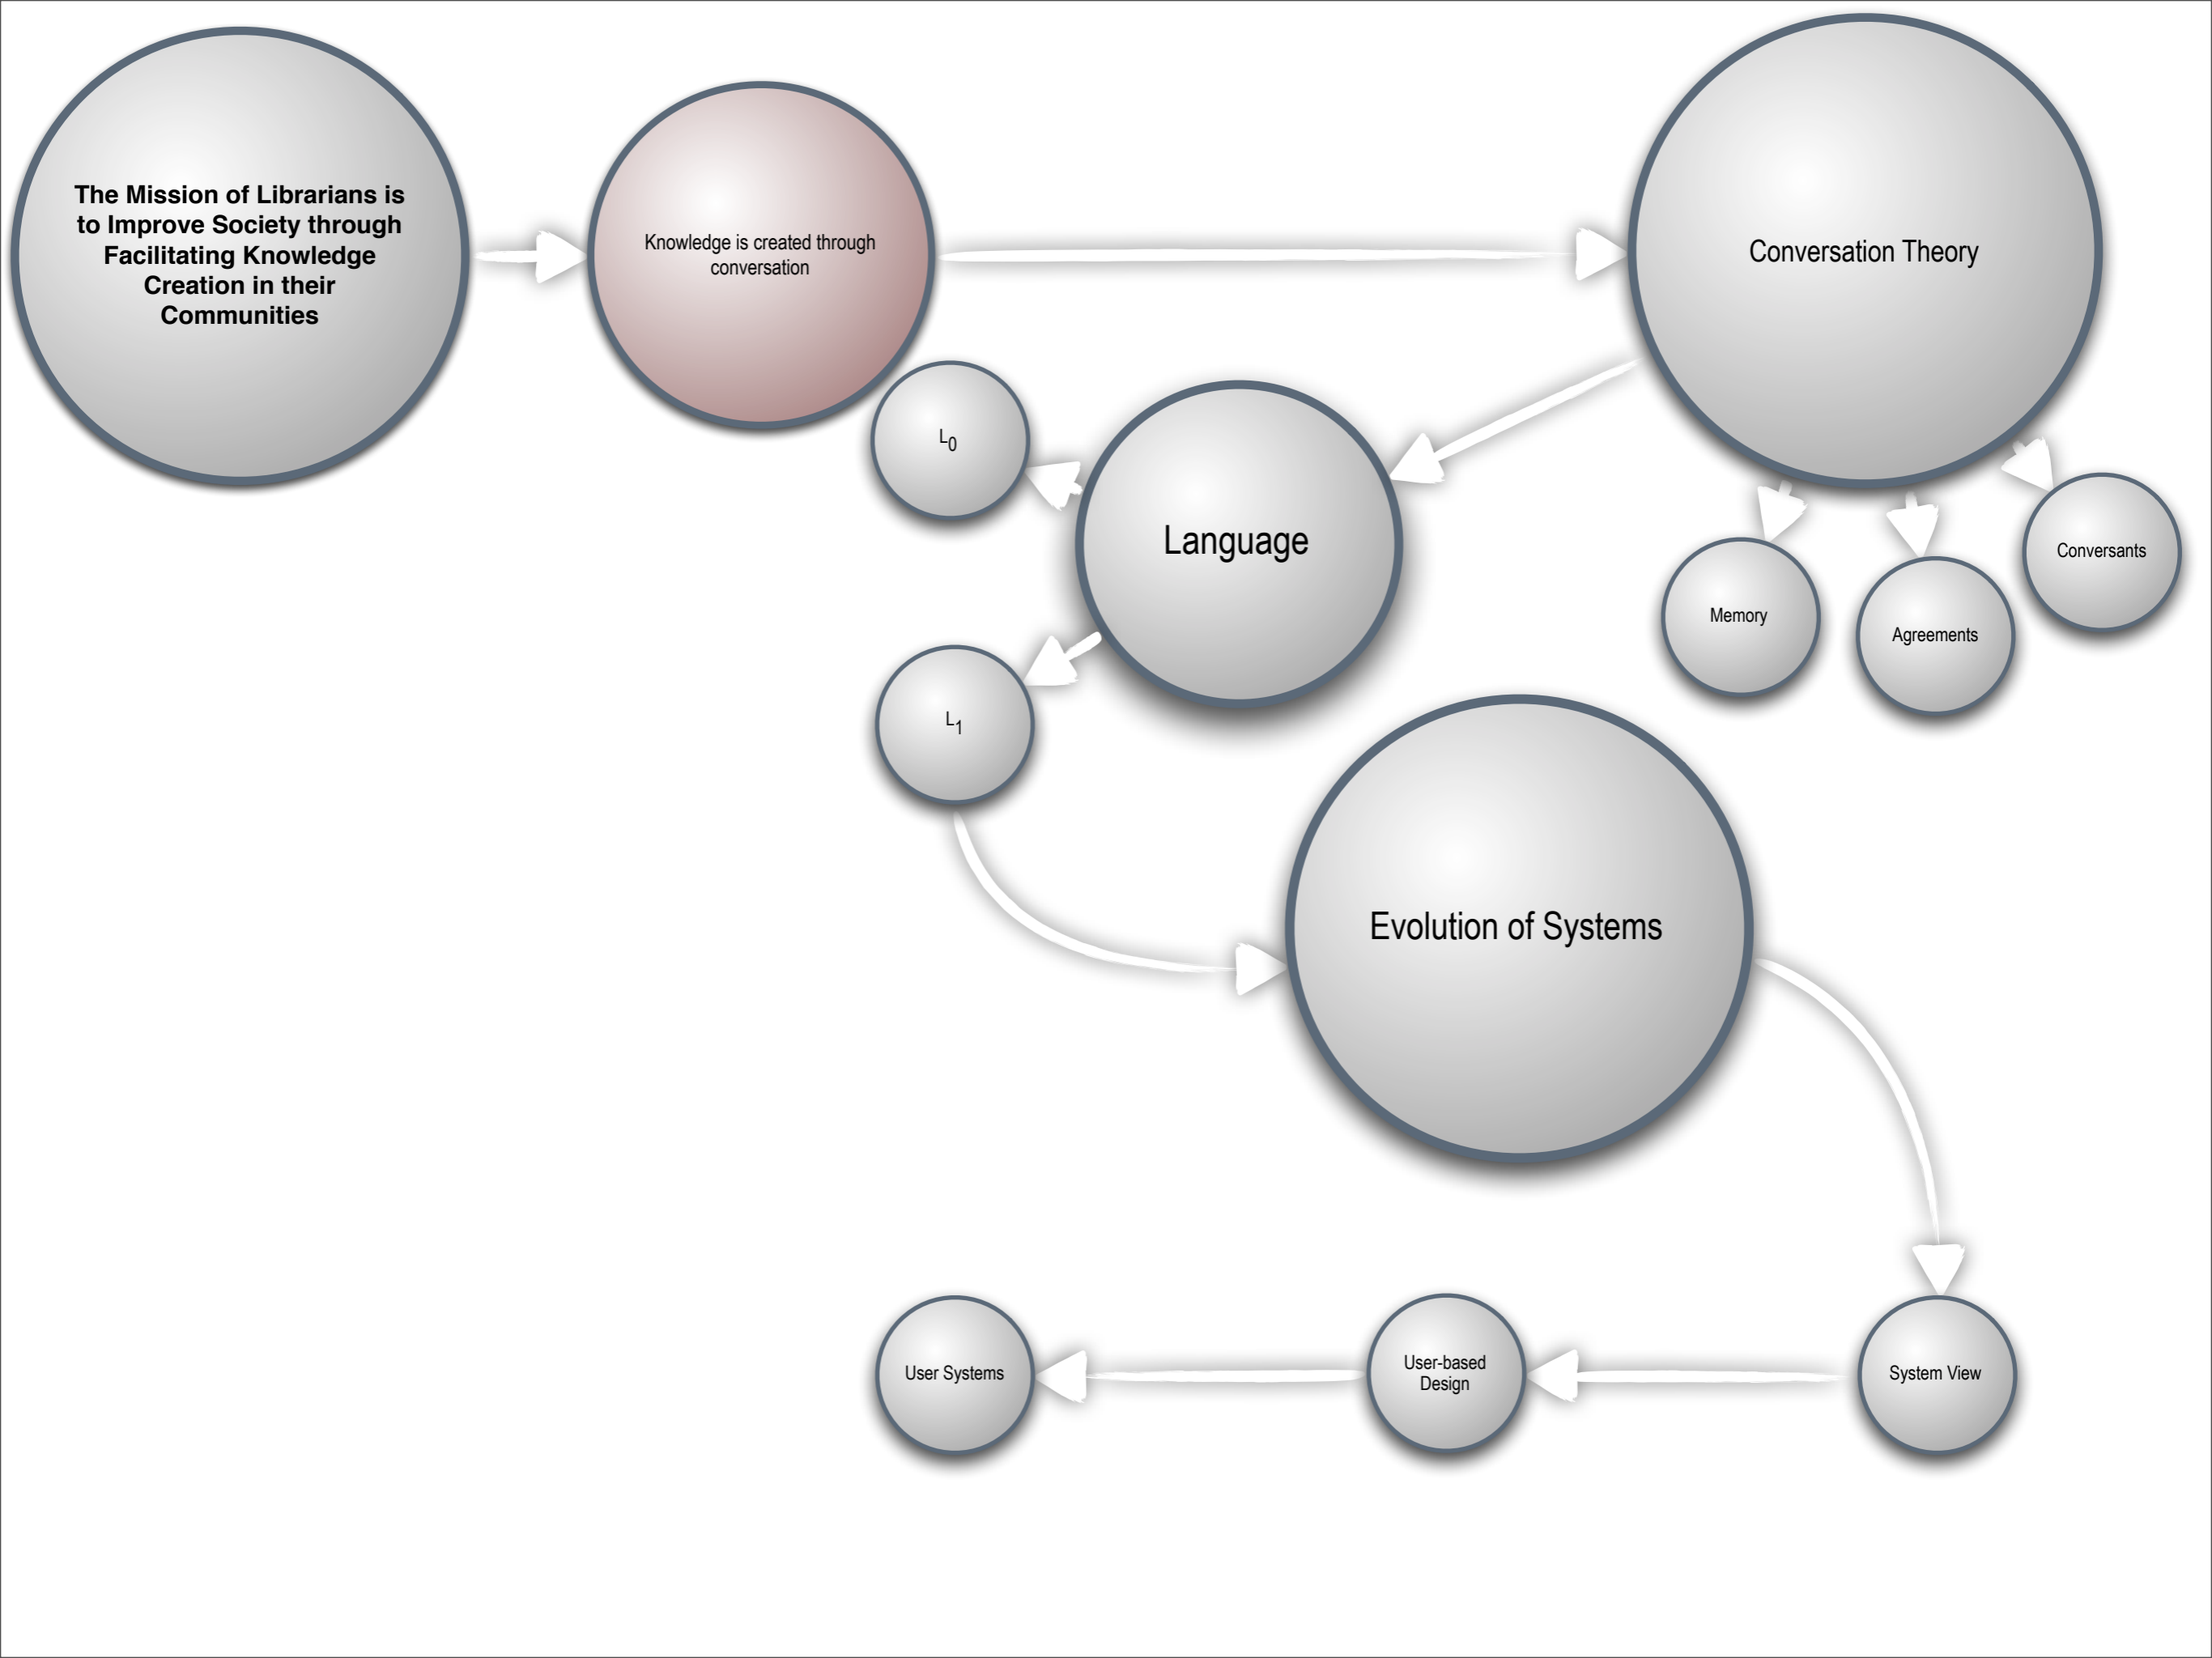 The Mission of Librarians is
to Improve Society through
Facilitating Knowledge
Creation in their
Communities
Knowledge is created through
conversation
Conversation Theory
L0
Language
Conversants
Memory
Agreements
L1
Evolution of Systems
User Systems
User-based
Design
System View